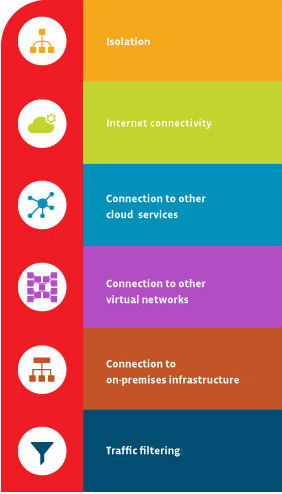 Isolation
Internet connectivity
Connection to other
cloud services
Connection to other
virtual networks
Connection to
on-premises infrastructure
Traffic filtering